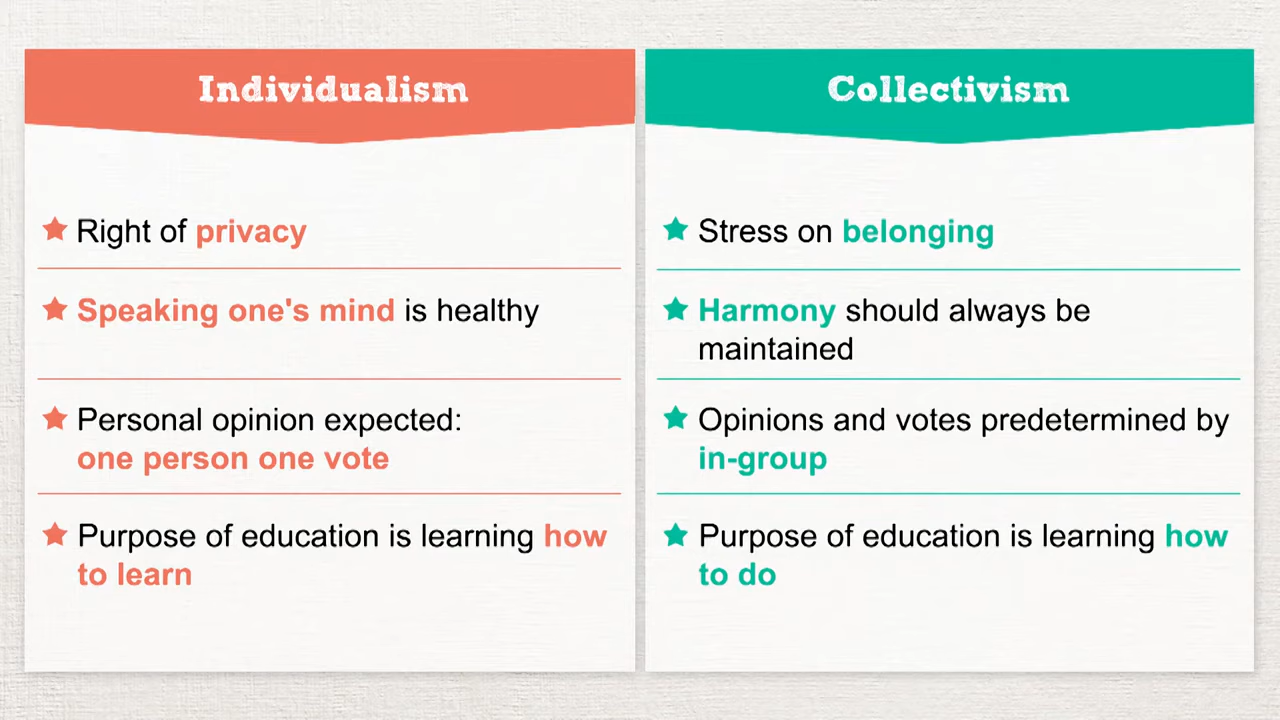 Individualism
Right of privacy
Speaking one's mind is healthy
Personal opinion expected:
one person one vote
Purpose of education is learning how
to learn
Collectivism
Stress on belonging
Harmony should always be
maintained
Opinions and votes predetermined by
in-group
Purpose of education is learning how
to do